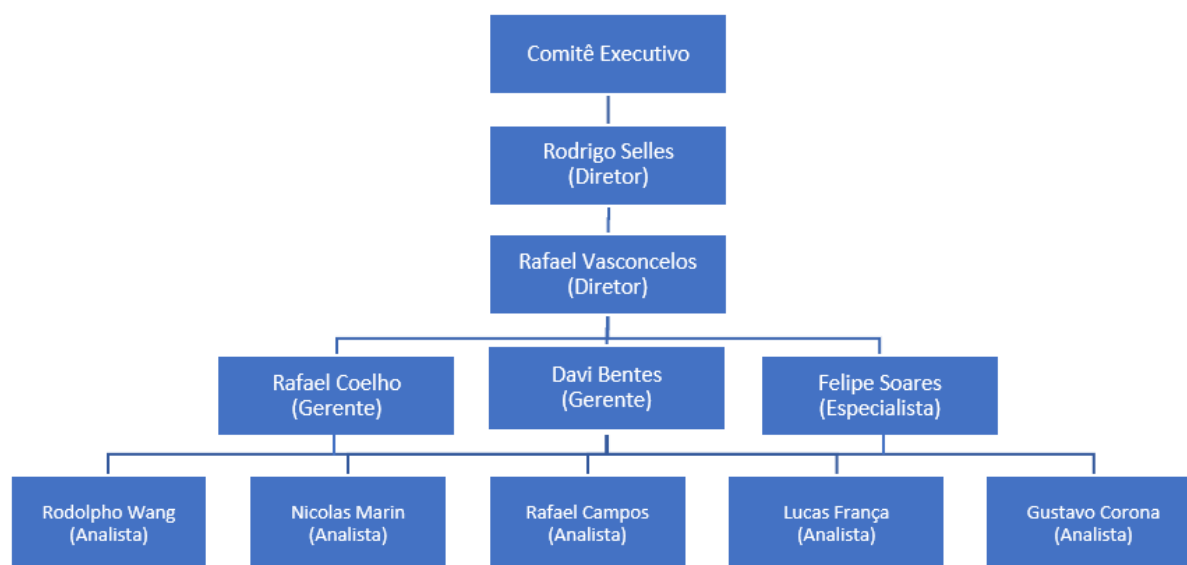 Comitê Executivo
Rodrigo Selles
(Diretor)
Rafael Vasconcelos
(Diretor)
Rafael Coelho
(Gerente)
Davi Bentes
(Gerente)
Felipe Soares
(Especialista)
Rodolpho Wang
(Analista)
Nicolas Marin
(Analista)
Rafael Campos
(Analista)
Lucas França
(Analista)
Gustavo Corona
(Analista)